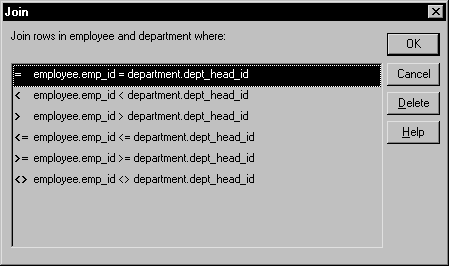 Join
Join rows in employee and department where:
OK
= employee.emp_id = department.dept_head_id
Cancel
< employee.emp_id < department.dept_head_id
> employee.emp_id > department.dept_head_id
Delete
<= employee.emp_id <= department.dept_head_id
Help
>= employee.emp_id >= department.dept_head_id
<> employee.emp_id <> department.dept_head_id